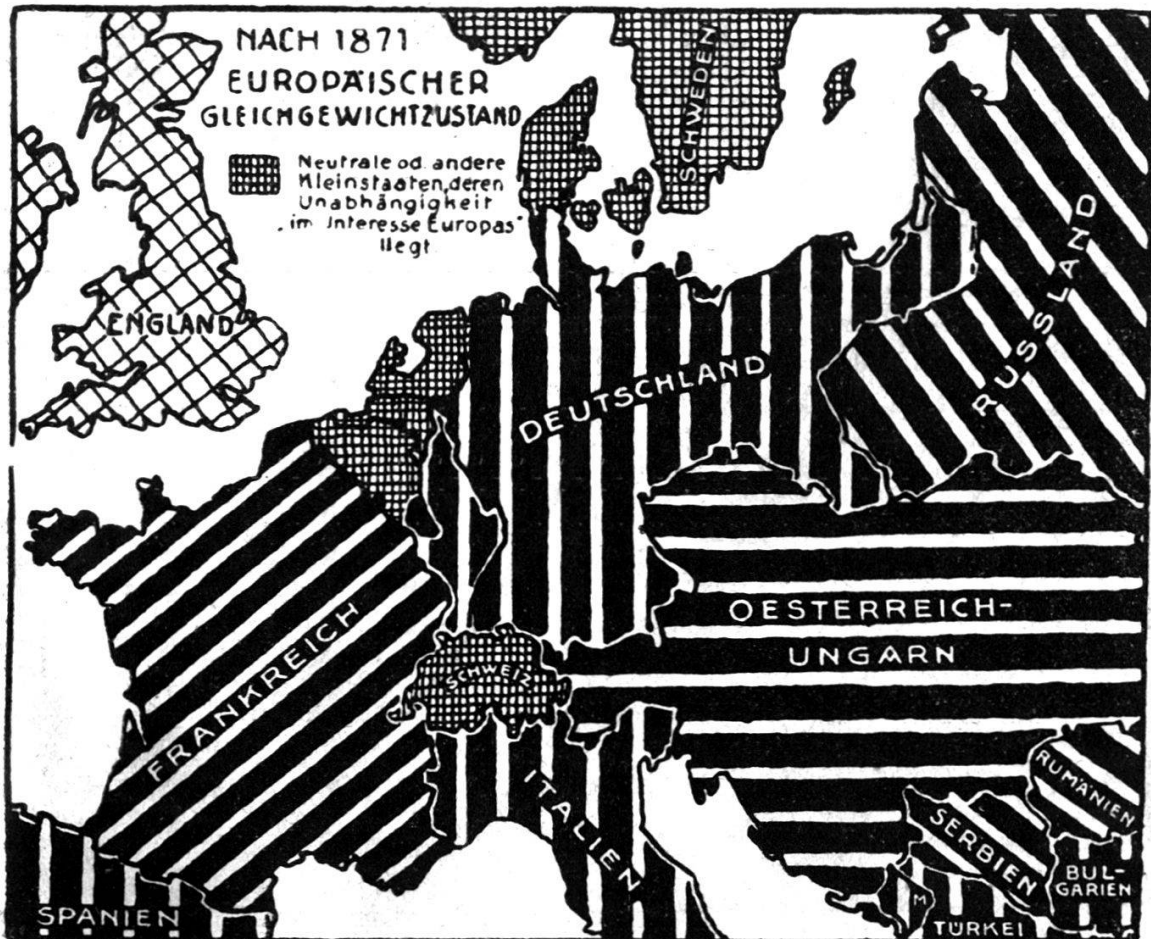 NACH 1871
EUROPÄISCHER
GLEICHGEWICHTZUSTAND
Neutrale od. andere
Kleinstaaten, deren
Unabhängigkeit
„im Interesse Europas“
liegt
SCHWEDEN
ENGLAND
RUSSLAND
DEUTSCHLAND
OESTERREICH-
UNGARN
FRANKREICH
SCHWEIZ
ITALIEN
RUMÄNIEN
SERBIEN
BUL-
GARIEN
M
TÜRKEI
SPANIEN